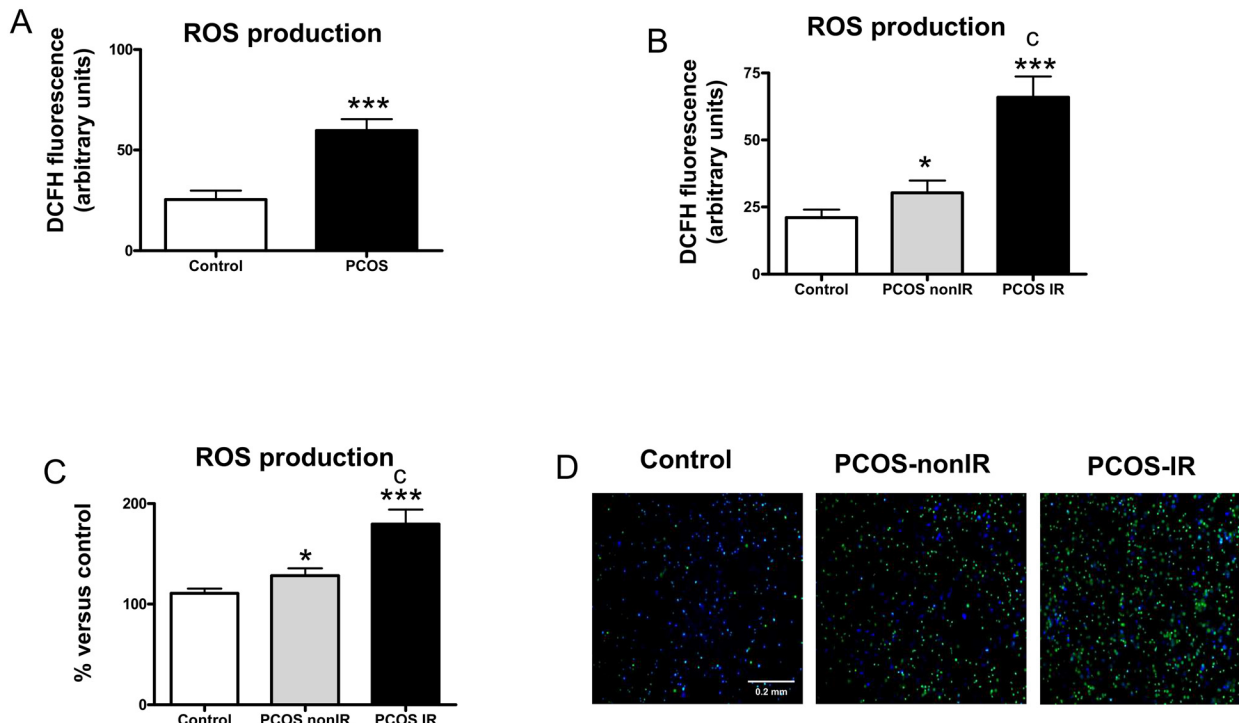 A
ROS production
DCFH fluorescence
(arbitrary units)
100
50
0
***
Control
PCOS
B
ROS production
DCFH fluorescence
(arbitrary units)
75
50
25
0
*
C
***
Control
PCOS nonIR
PCOS IR
C
ROS production
% versus control
200
100
0
*
C
***
Control
PCOS nonIR
PCOS IR
D
Control
PCOS-nonIR
PCOS-IR
0.2 mm